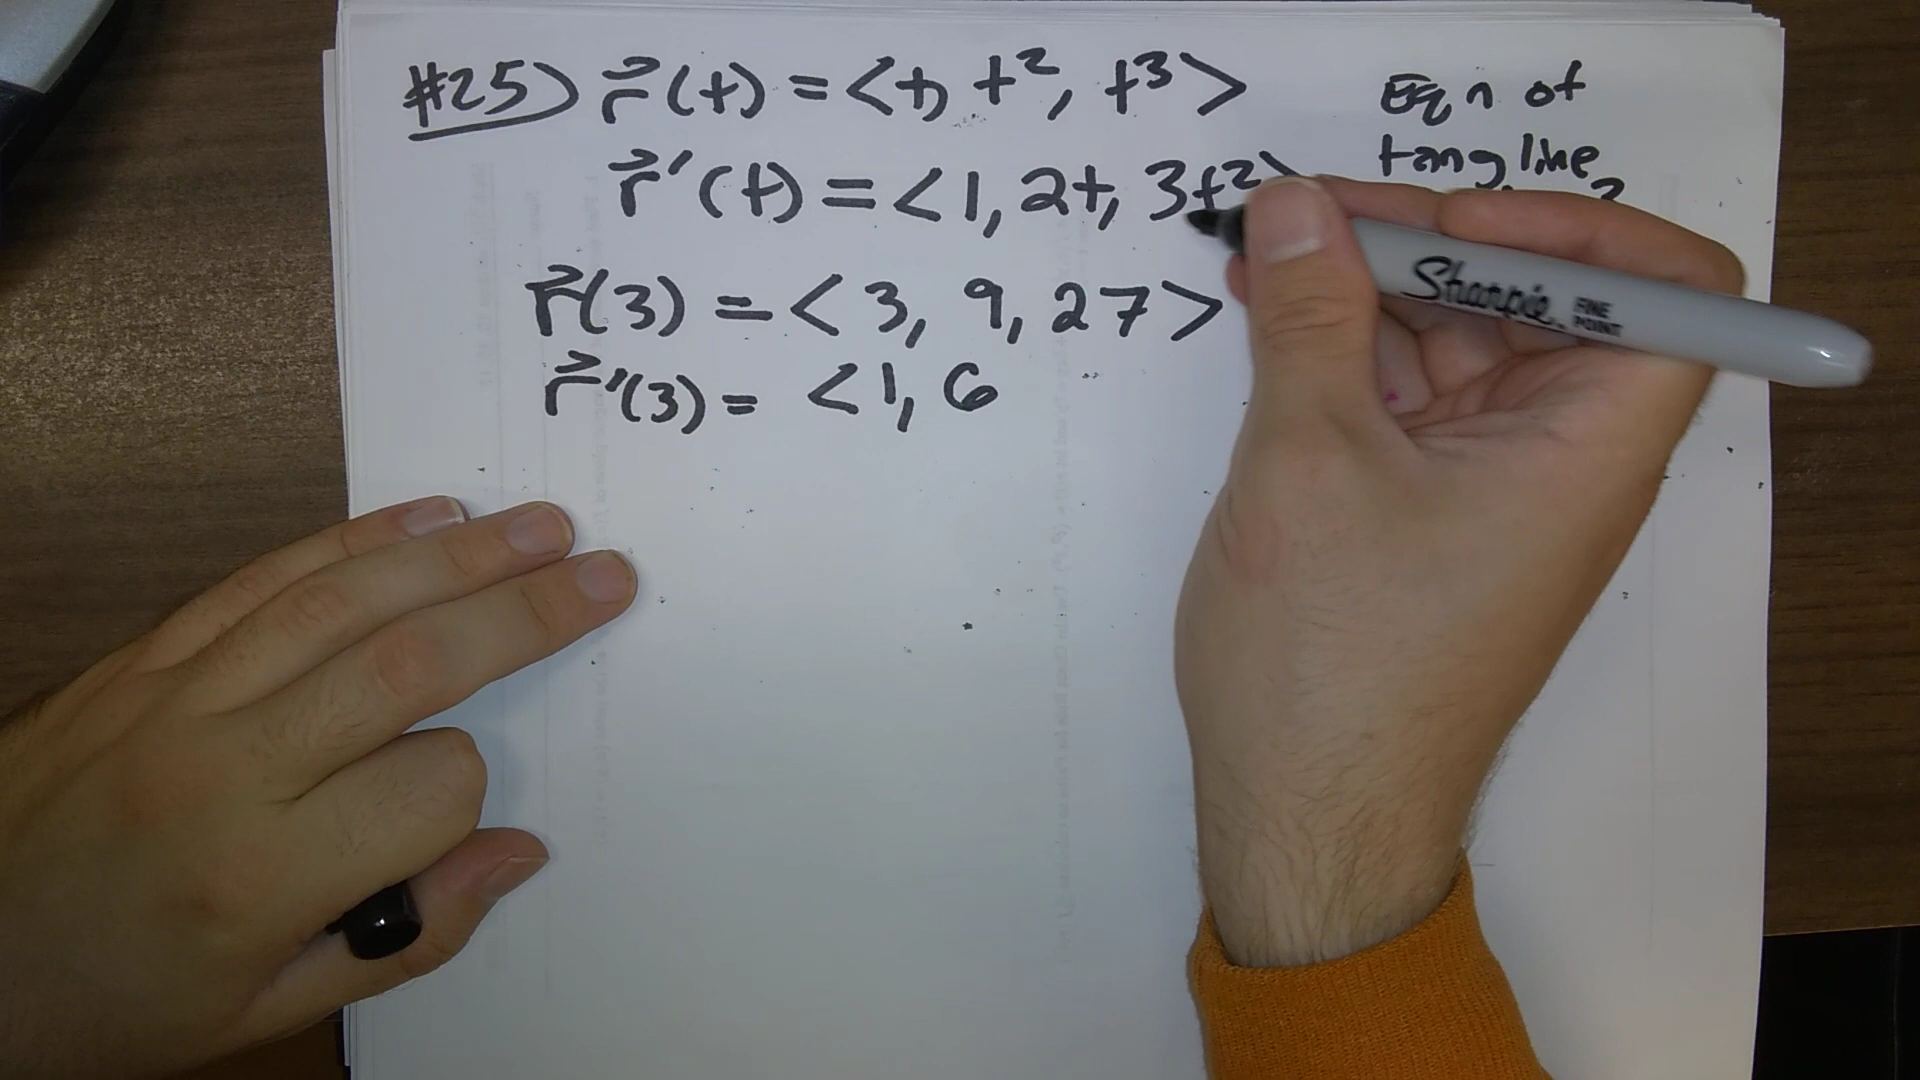 #25) r⃗(t) = <t, t², t³>
r⃗'(t) = <1, 2t, 3t²>
r⃗(3) = <3, 9, 27>
r⃗'(3) = <1, 6
Eqn of
tang line
Sharpie.
FINE
POINT